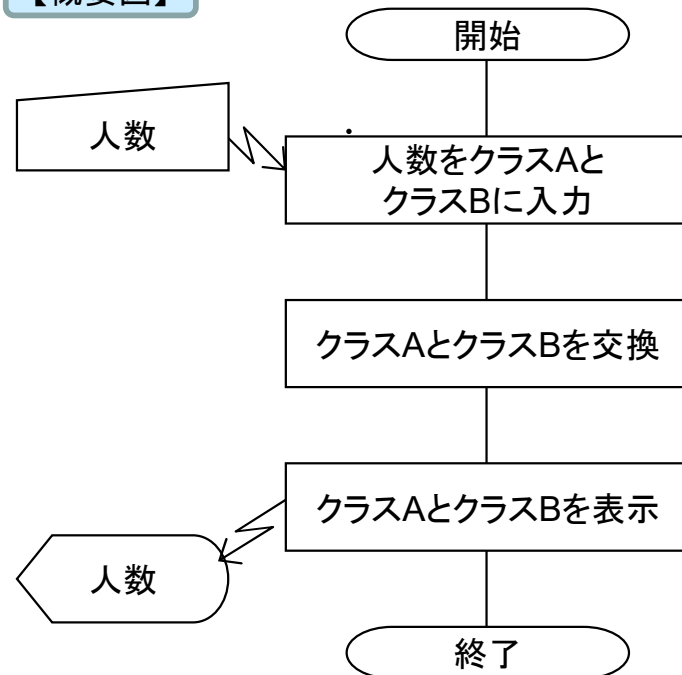 【概要図】
開始
人数
人数をクラスAと
クラスBに入力
クラスAとクラスBを交換
クラスAとクラスBを表示
人数
終了